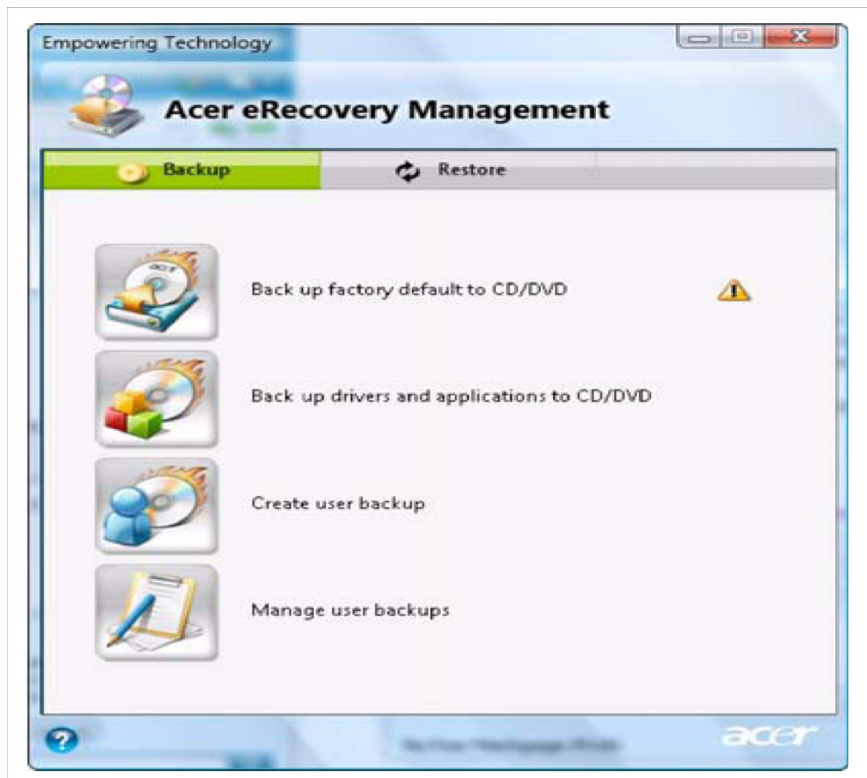 Empowering Technology
Acer eRecovery Management
Backup
Restore
acer
Back up factory default to CD/DVD
Back up drivers and applications to CD/DVD
Create user backup
Manage user backups
?
acer